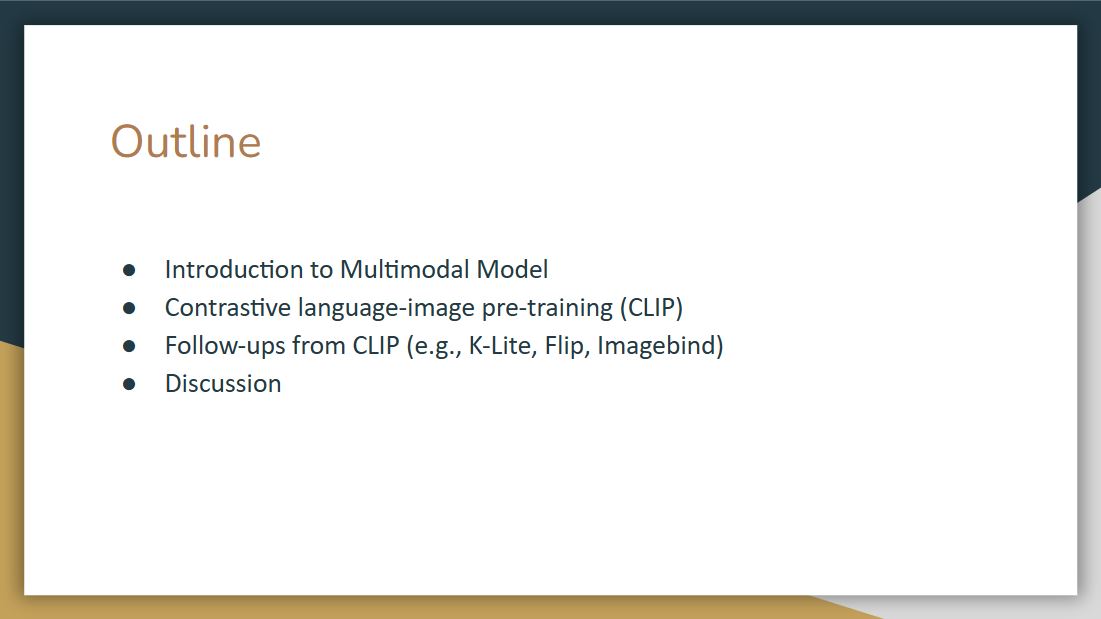 Outline
● Introduction to Multimodal Model
● Contrastive language-image pre-training (CLIP)
● Follow-ups from CLIP (e.g., K-Lite, Flip, Imagebind)
● Discussion